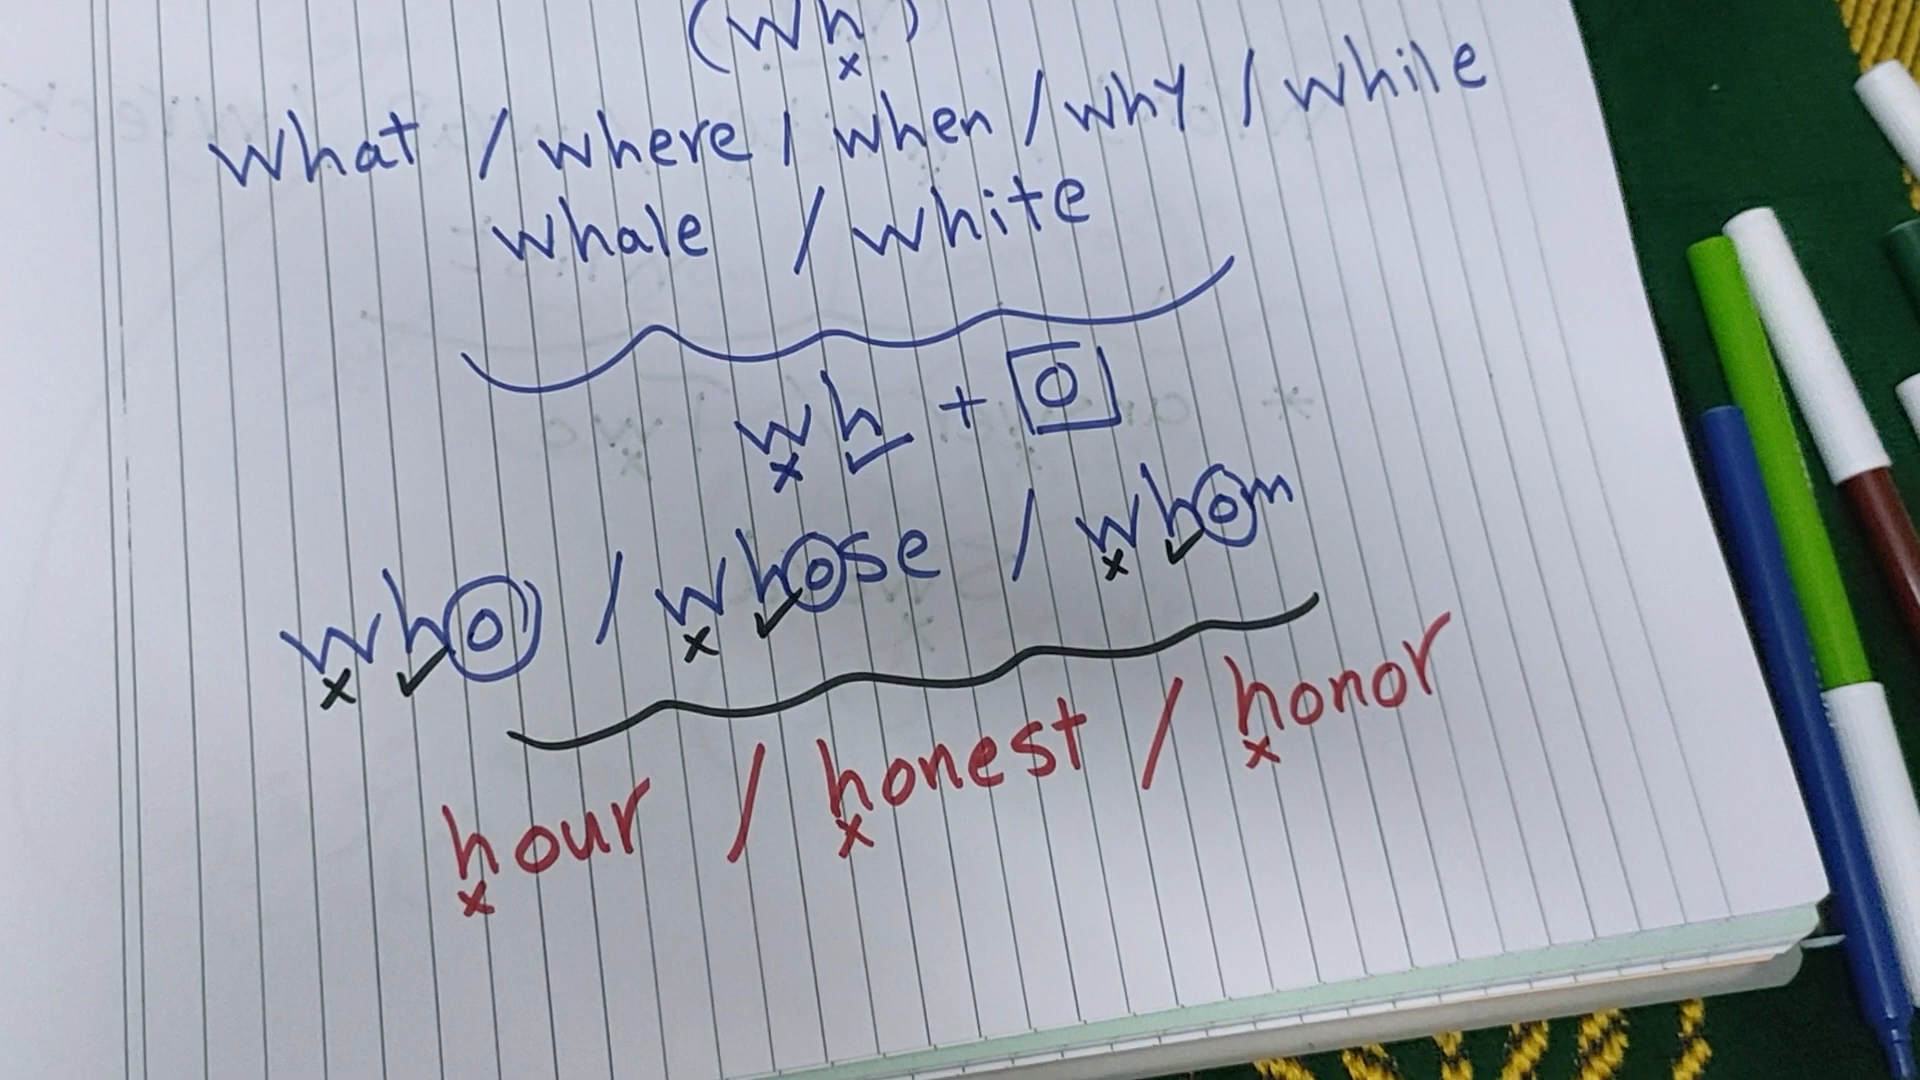 (wh)
x
what / where / when / why / while
whale / white
wh + o
x ✓
who / whose / whom
x ✓ x ✓ x ✓
hour / honest / honor
x x x